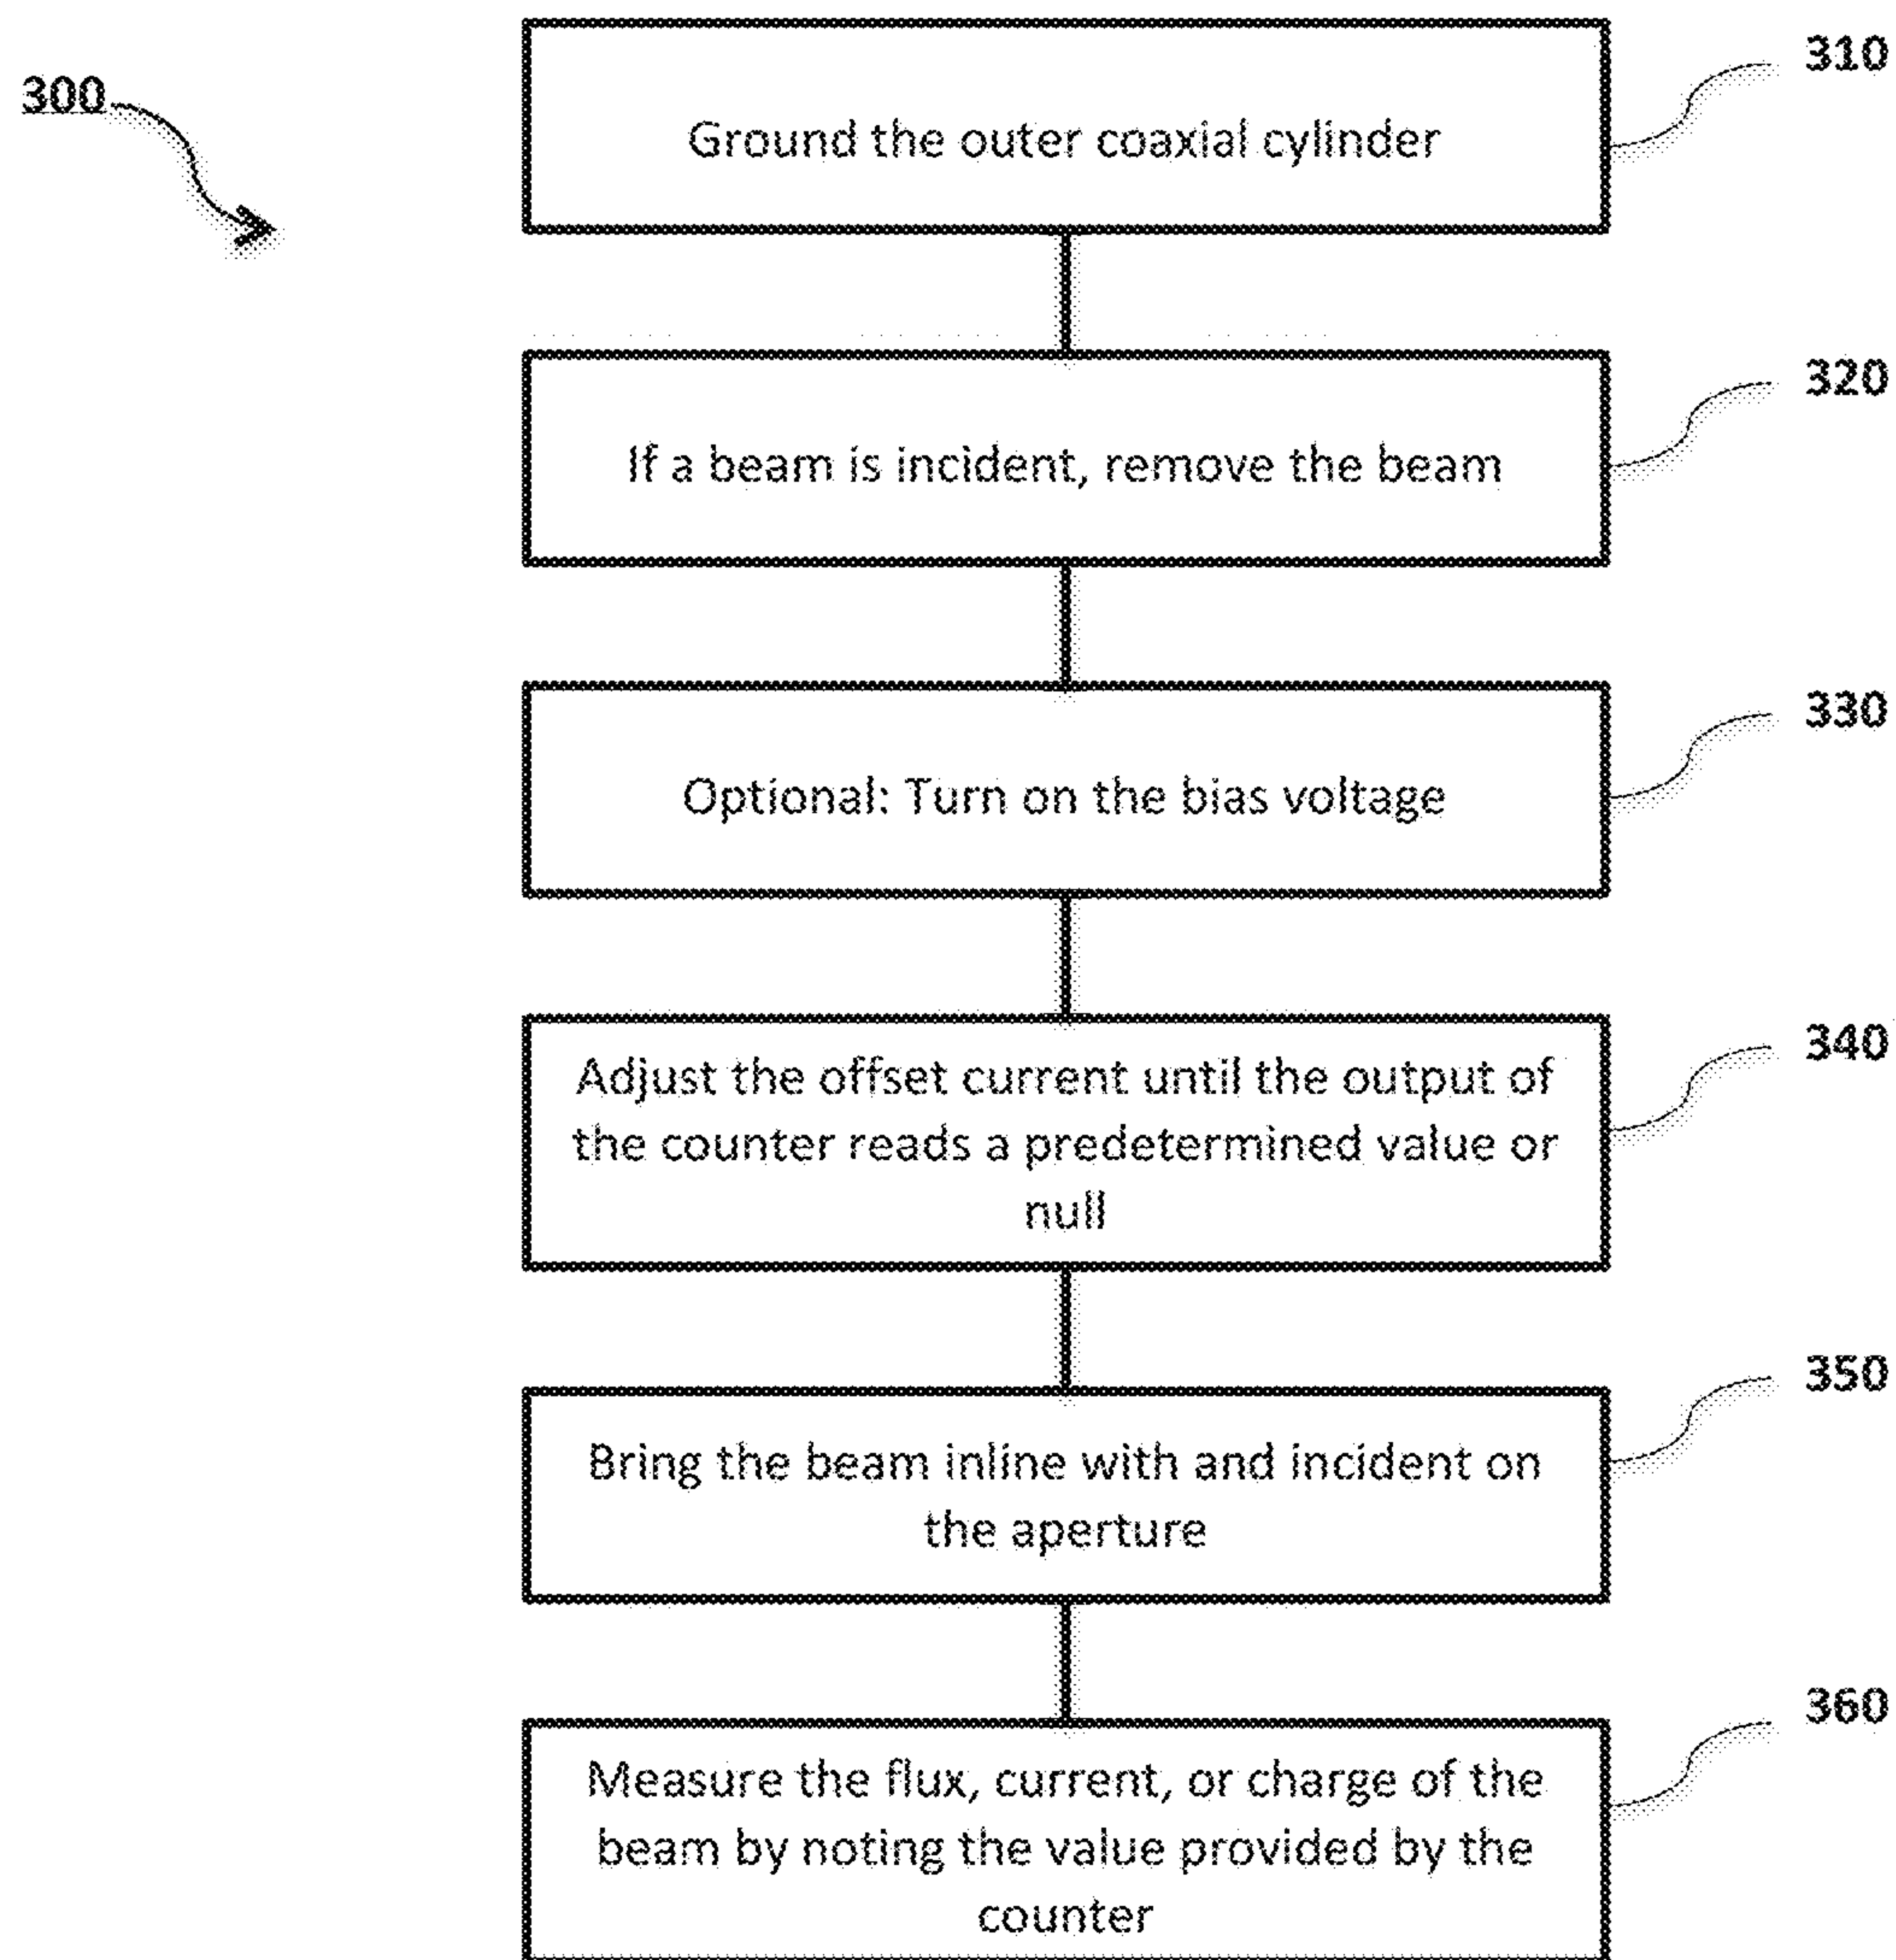 300
310
Ground the outer coaxial cylinder
320
If a beam is incident, remove the beam
330
Optional: Turn on the bias voltage
340
Adjust the offset current until the output of
the counter reads a predetermined value or
null
350
Bring the beam inline with and incident on
the aperture
360
Measure the flux, current, or charge of the
beam by noting the value provided by the
counter